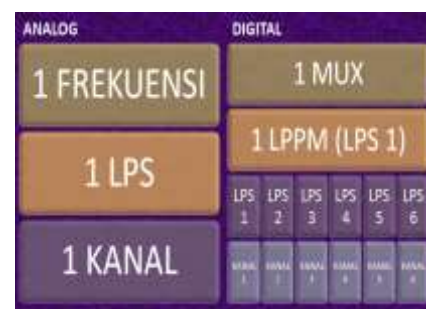 ANALOG
1 FREKUENSI
1 LPS
1 KANAL
DIGITAL
1 MUX
1 LPPM (LPS 1)
LPS 1
LPS 2
LPS 3
LPS 4
LPS 5
LPS 6